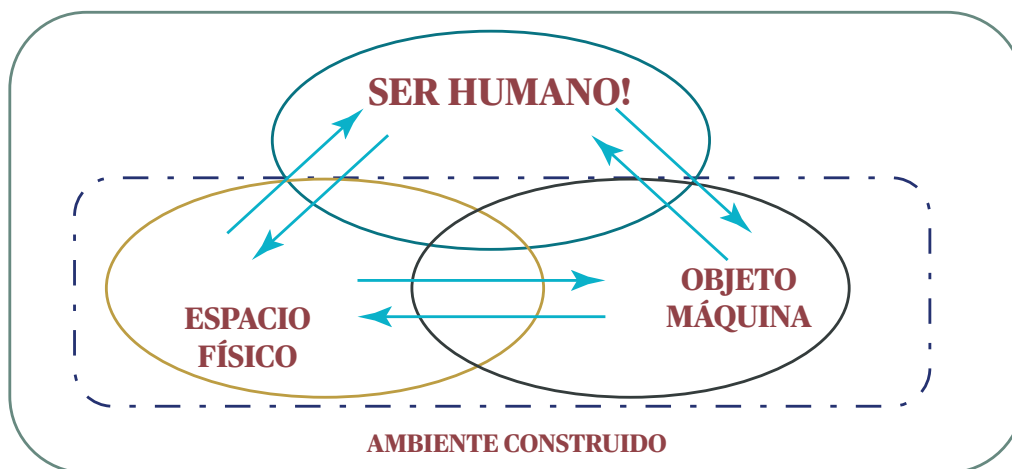 SER HUMANO!
ESPACIO
FÍSICO
OBJETO
MÁQUINA
AMBIENTE CONSTRUIDO